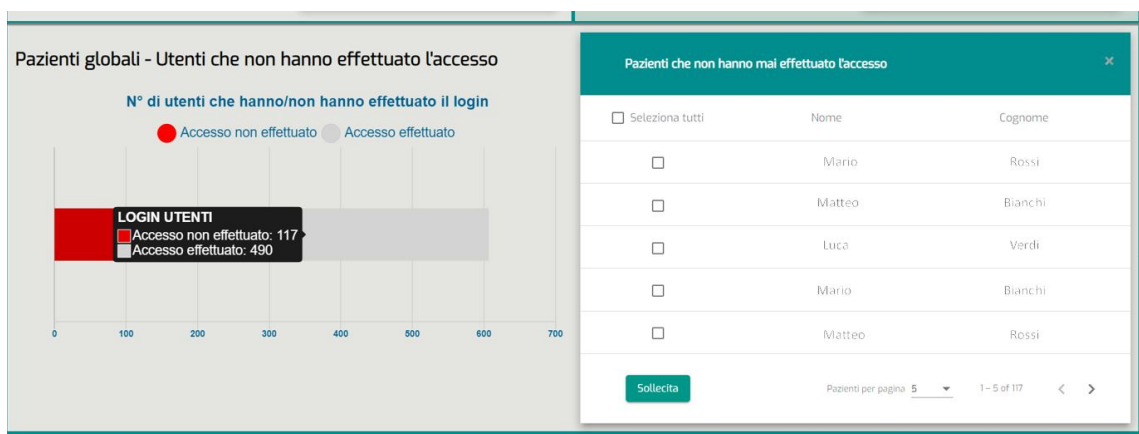 Pazienti globali - Utenti che non hanno effettuato l'accesso
N° di utenti che hanno/non hanno effettuato il login
Accesso non effettuato Accesso effettuato
LOGIN UTENTI
Accesso non effettuato: 117
Accesso effettuato: 490
0 100 200 300 400 500 600 700
Pazienti che non hanno mai effettuato l'accesso ×
Seleziona tutti Nome Cognome
Mario Rossi
Matteo Bianchi
Luca Verdi
Mario Bianchi
Matteo Rossi
Sollecita Pazienti per pagina 5 1 – 5 of 117